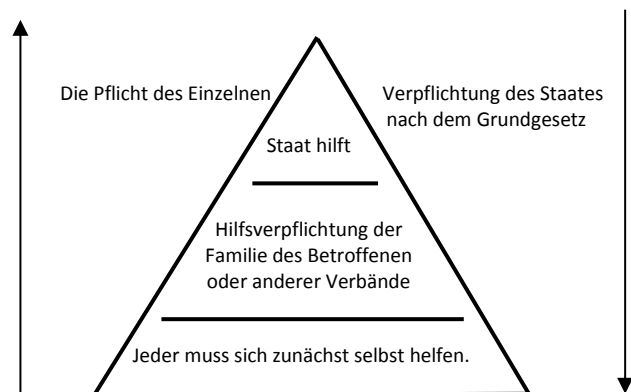 Die Pflicht des Einzelnen
Verpflichtung des Staates
nach dem Grundgesetz
Staat hilft
Hilfsverpflichtung der
Familie des Betroffenen
oder anderer Verbände
Jeder muss sich zunächst selbst helfen.